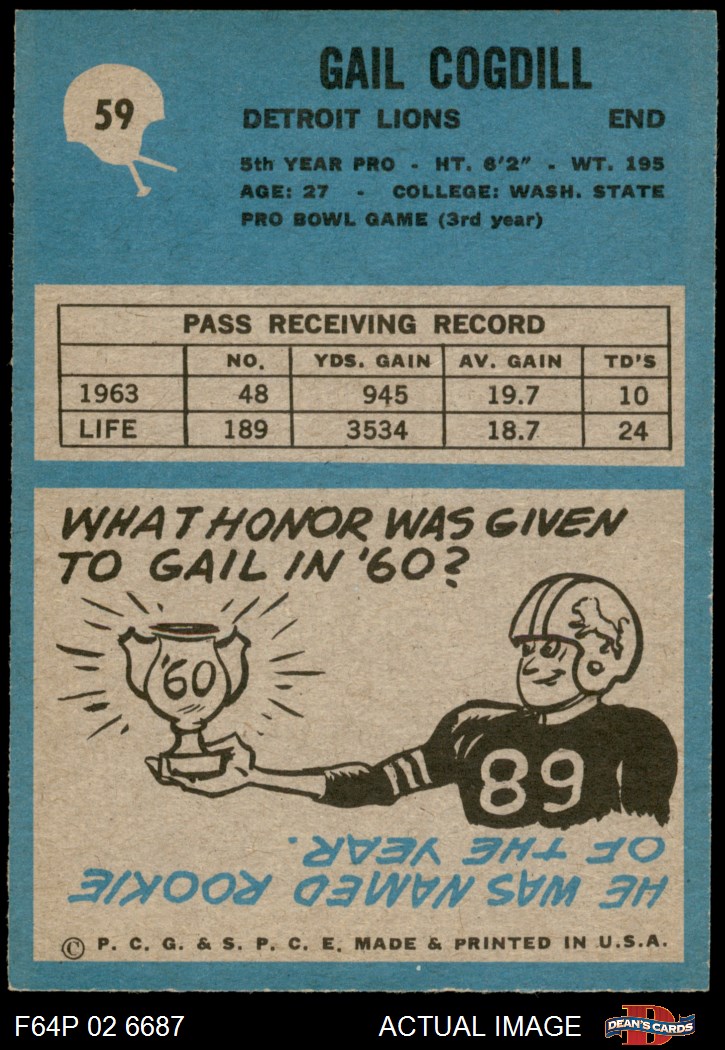 59
GAIL COGDILL
DETROIT LIONS END
5th YEAR PRO - HT. 6'2" - WT. 195
AGE: 27 - COLLEGE: WASH. STATE
PRO BOWL GAME (3rd year)
PASS RECEIVING RECORD
NO. YDS. GAIN AV. GAIN TD'S
1963 48 945 19.7 10
LIFE 189 3534 18.7 24
WHAT HONOR WAS GIVEN
TO GAIL IN '60?
'60
89
HE WAS NAMED ROOKIE
OF THE YEAR.
© P. C. G. & S. P. C. E. MADE & PRINTED IN U.S.A.
F64P 02 6687 ACTUAL IMAGE
D
DEAN'S CARDS